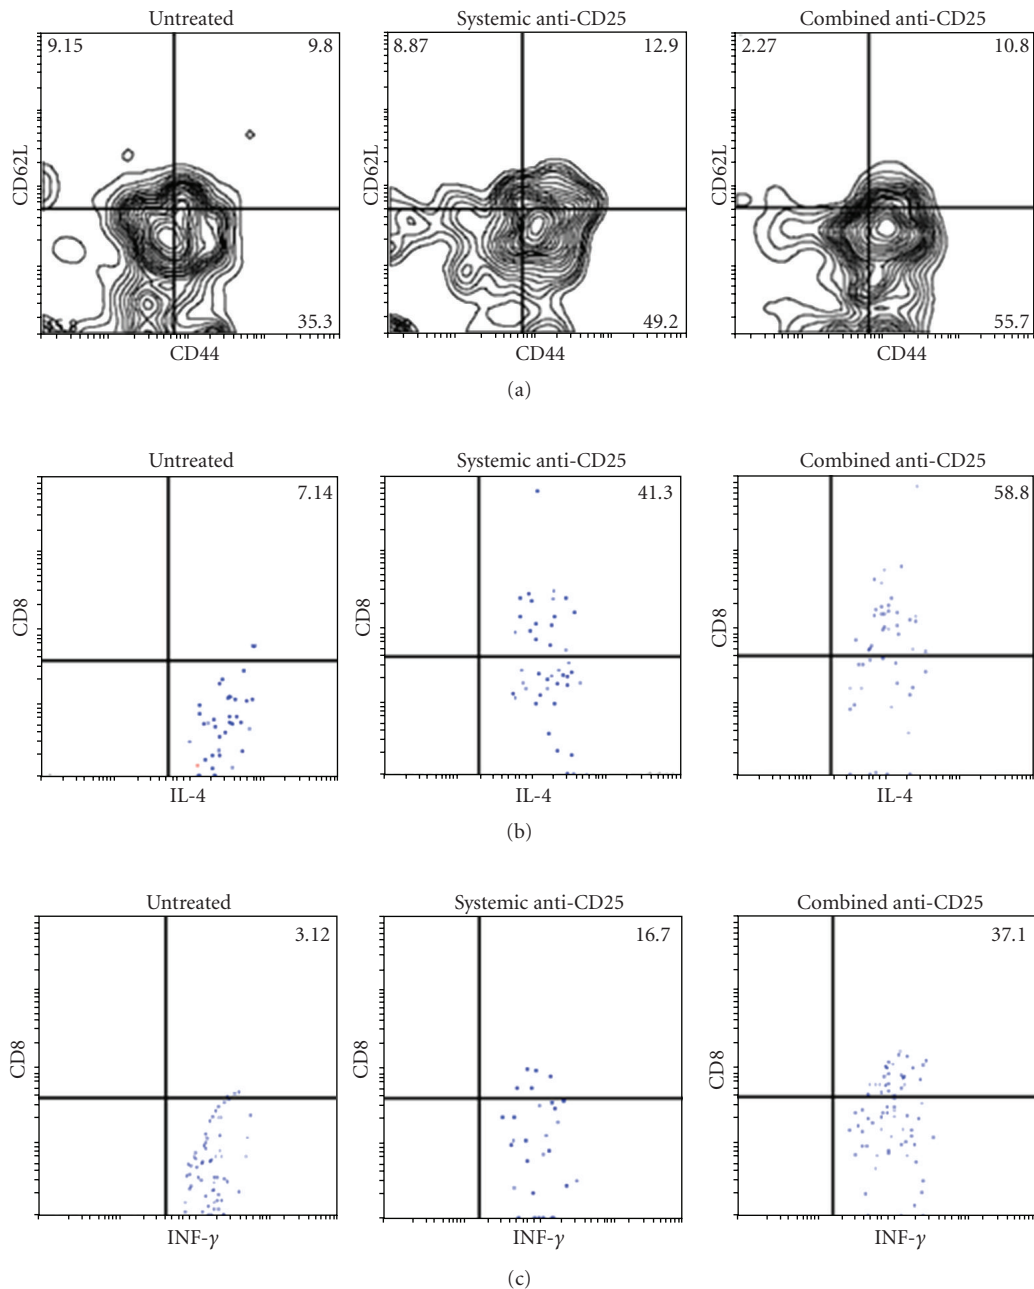 Untreated Systemic anti-CD25 Combined anti-CD25
9.15 9.8 8.87 12.9 2.27 10.8
CD62L CD62L CD62L
35.3 49.2 55.7
CD44 CD44 CD44
(a)
Untreated Systemic anti-CD25 Combined anti-CD25
7.14 41.3 58.8
CD8 CD8 CD8
IL-4 IL-4 IL-4
(b)
Untreated Systemic anti-CD25 Combined anti-CD25
3.12 16.7 37.1
CD8 CD8 CD8
INF-γ INF-γ INF-γ
(c)